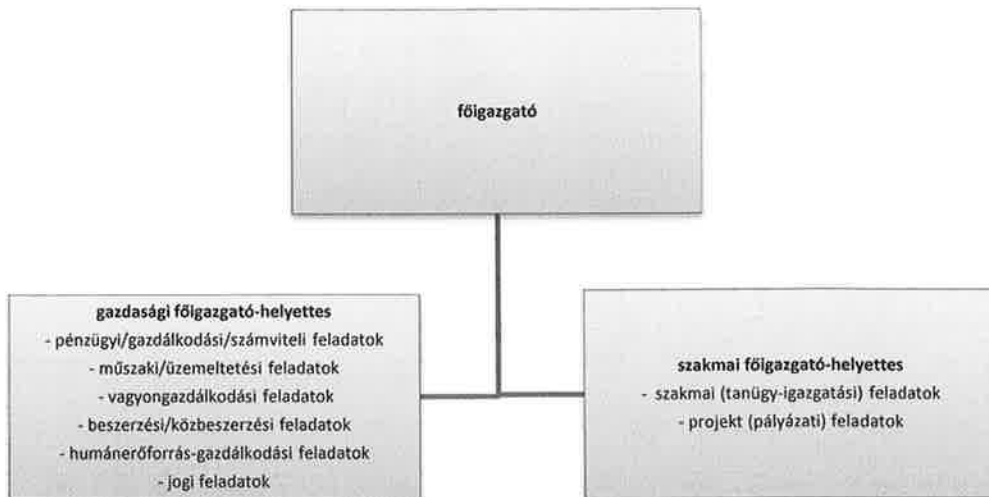 főigazgató
gazdasági főigazgató-helyettes
- pénzügyi/gazdálkodási/számviteli feladatok
- műszaki/üzemeltetési feladatok
- vagyongazdálkodási feladatok
- beszerzési/közbeszerzési feladatok
- humánerőforrás-gazdálkodási feladatok
- jogi feladatok
szakmai főigazgató-helyettes
- szakmai (tanügy-igazgatási) feladatok
- projekt (pályázati) feladatok